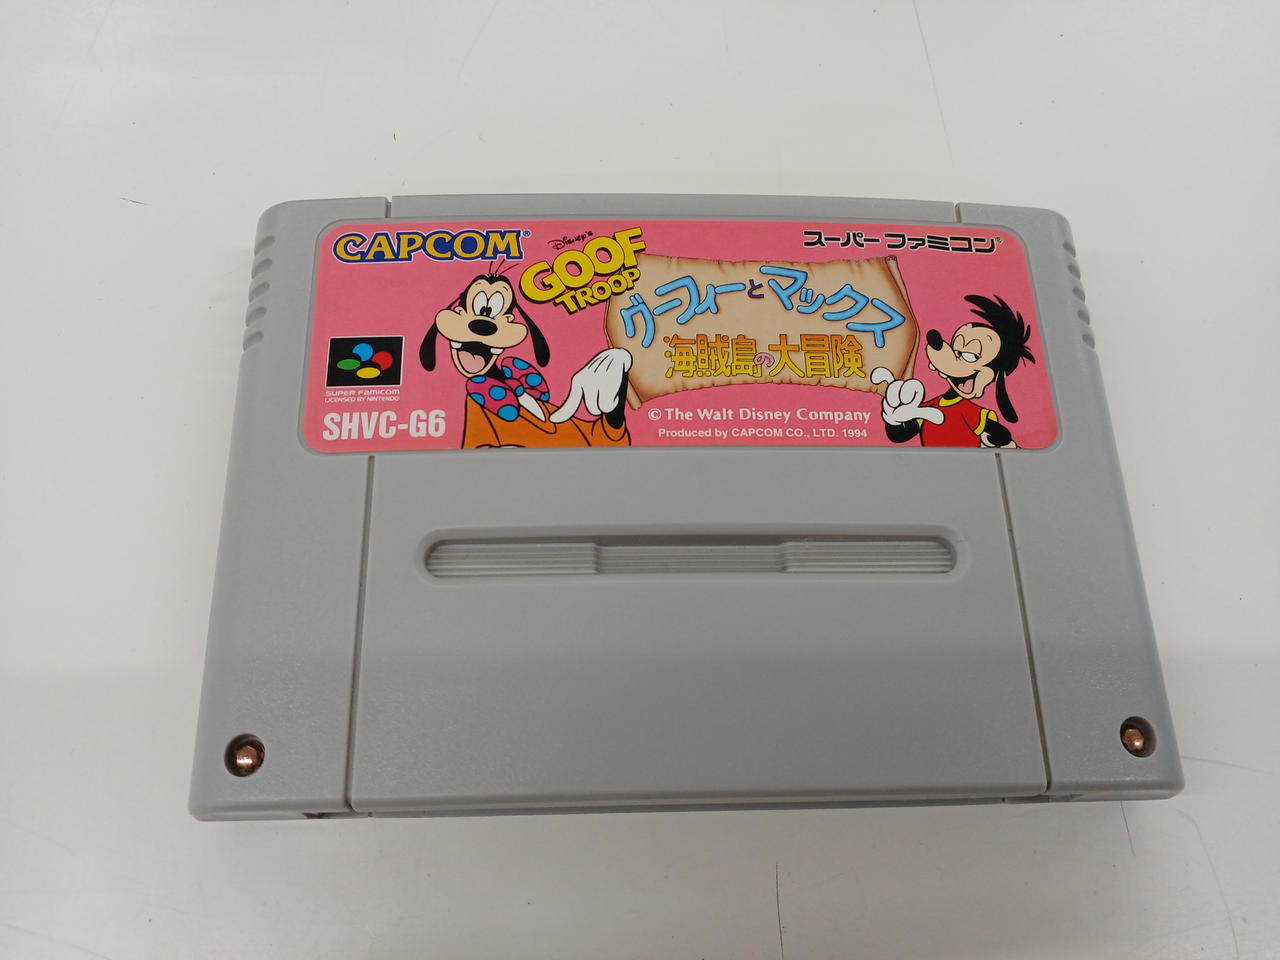 CAPCOM®
Disney's
GOOF
TROOP
スーパーファミコン®
グーフィーとマックス
海賊島の大冒険
SUPER FAMICOM
LICENSED BY NINTENDO
SHVC-G6
© The Walt Disney Company
Produced by CAPCOM CO., LTD. 1994